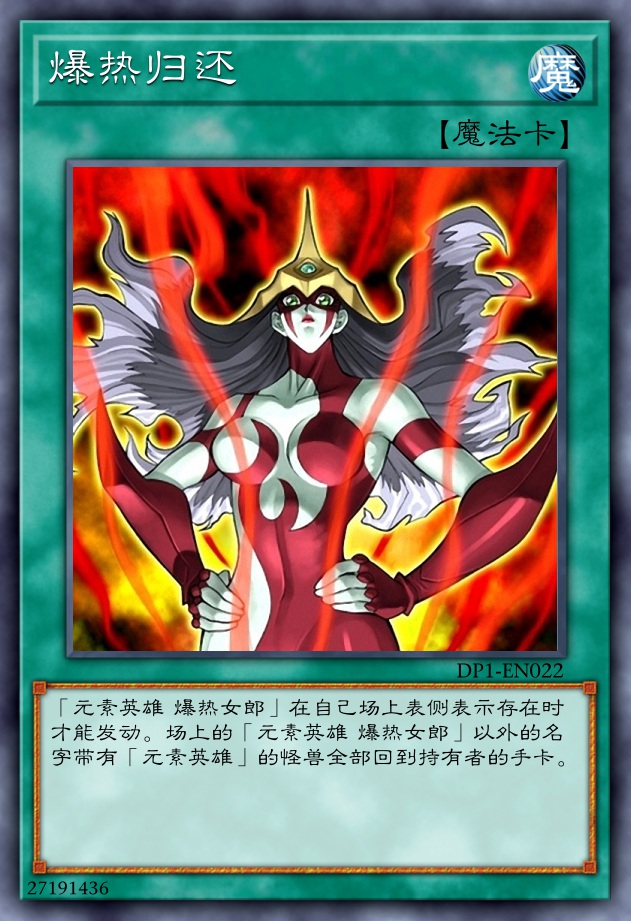 爆热归还
魔
【魔法卡】
DP1-EN022
「元素英雄 爆热女郎」在自己场上表侧表示存在时
才能发动。场上的「元素英雄 爆热女郎」以外的名
字带有「元素英雄」的怪兽全部回到持有者的手卡。
27191436